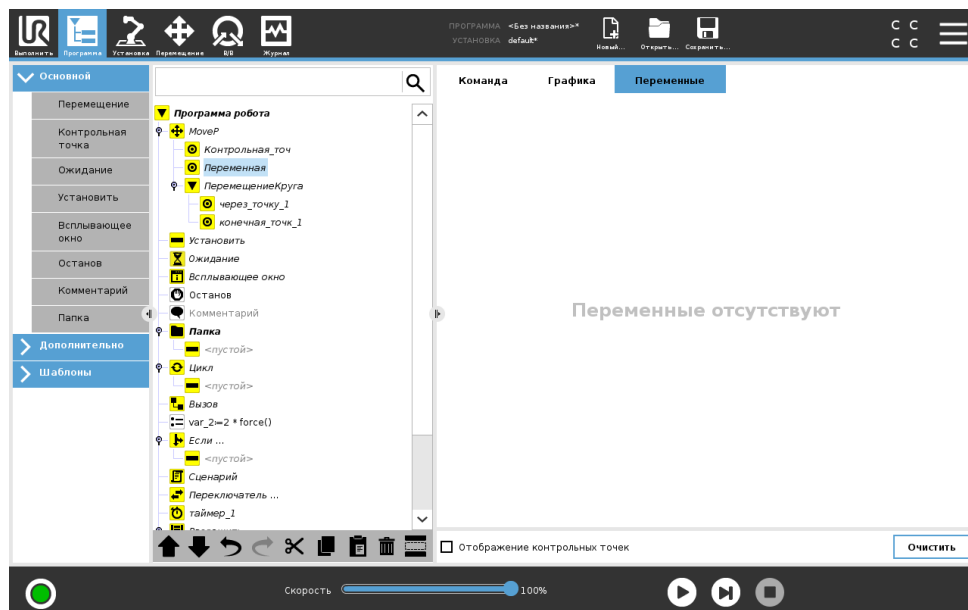 ПРОГРАММА <Без названия>*
УСТАНОВКА default*
Выполнить Программа Установка Перемещение В/В Журнал
Новый... Открыть... Сохранить...
C C
C C
Основной
Перемещение
Контрольная
точка
Ожидание
Установить
Всплывающее
окно
Останов
Комментарий
Папка
Дополнительно
Шаблоны
Программа робота
MoveP
Контрольная_точ
Переменная
ПеремещениеКруга
через_точку_1
конечная_точк_1
Установить
Ожидание
Всплывающее окно
Останов
Комментарий
Папка
<пустой>
Цикл
<пустой>
Вызов
var_2≔2 * force()
Если ...
<пустой>
Сценарий
Переключатель ...
таймер_1
Команда Графика Переменные
Переменные отсутствуют
Отображение контрольных точек
Очистить
Скорость 100%